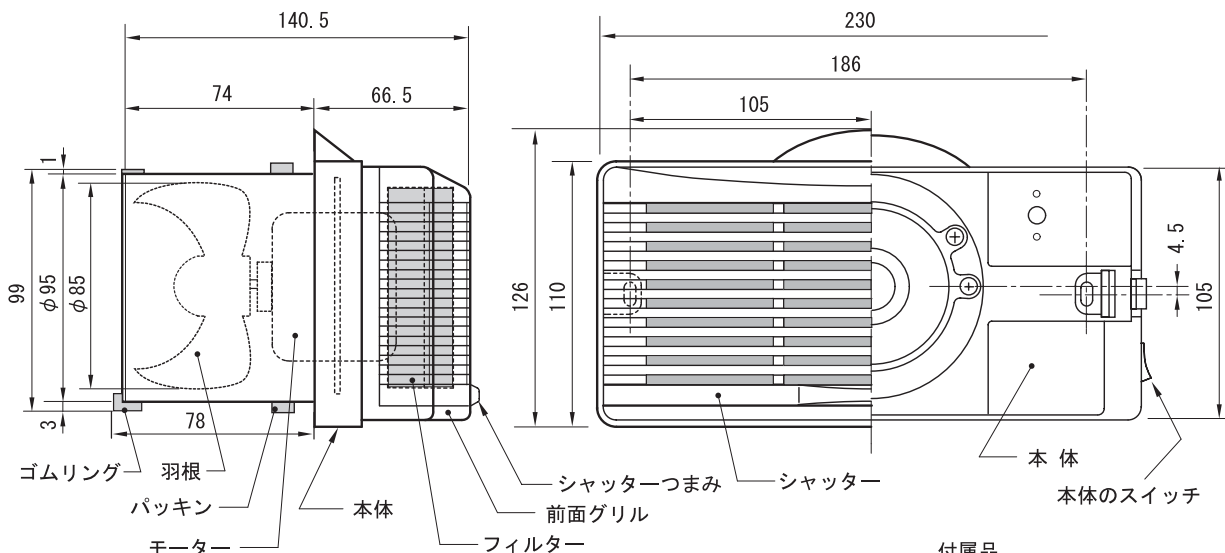 140.5
230
186
74
66.5
105
1
99
φ95
φ85
126
110
4.5
105
3
78
ゴムリング
羽根
パッキン
モーター
本体
シャッターつまみ
前面グリル
フィルター
シャッター
本 体
本体のスイッチ
付属品